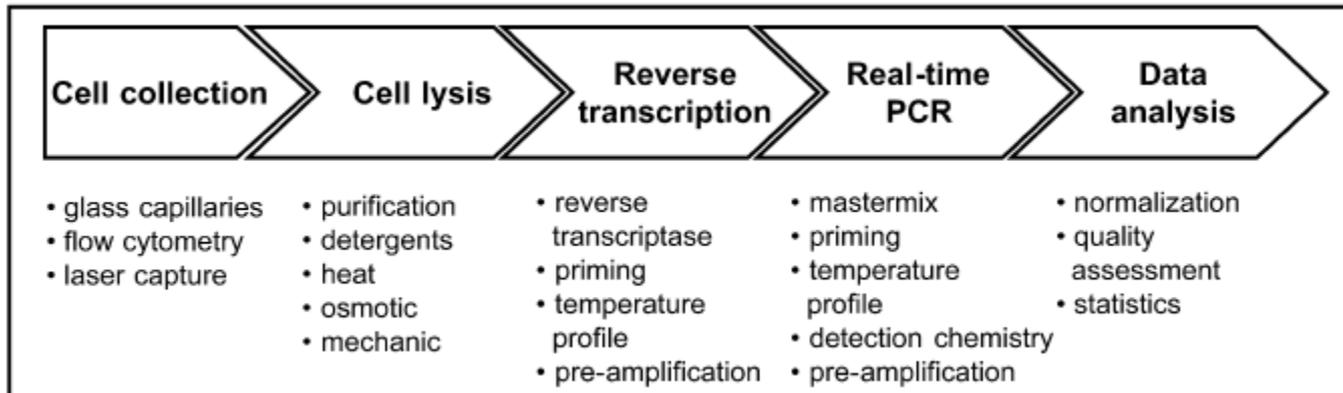 Cell collection
Cell lysis
Reverse
transcription
Real-time
PCR
Data
analysis
• glass capillaries
• flow cytometry
• laser capture
• purification
• detergents
• heat
• osmotic
• mechanic
• reverse
transcriptase
• priming
• temperature
profile
• pre-amplification
• mastermix
• priming
• temperature
profile
• detection chemistry
• pre-amplification
• normalization
• quality
assessment
• statistics